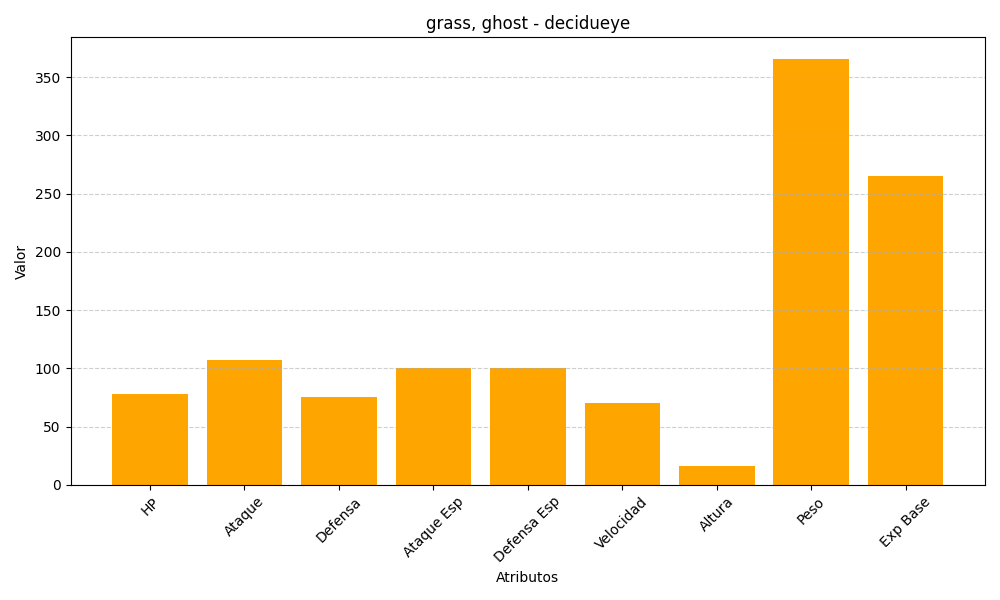 grass, ghost - decidueye
Valor
350
300
250
200
150
100
50
0
HP
Ataque
Defensa
Ataque Esp
Defensa Esp
Velocidad
Altura
Peso
Exp Base
Atributos